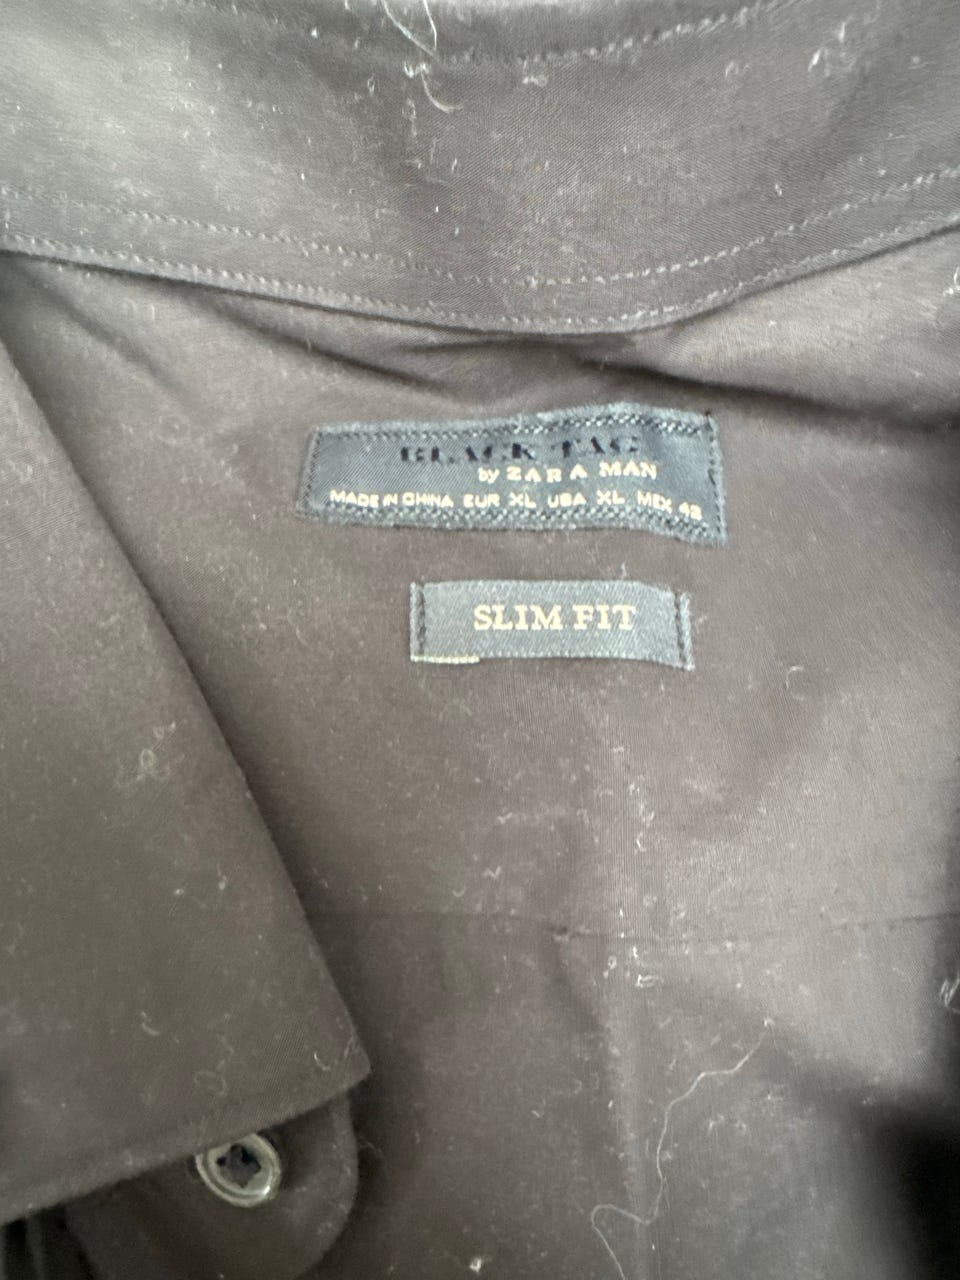 BLACK TAG
by ZARA MAN
MADE IN CHINA EUR XL USA XL MEX 42
SLIM FIT